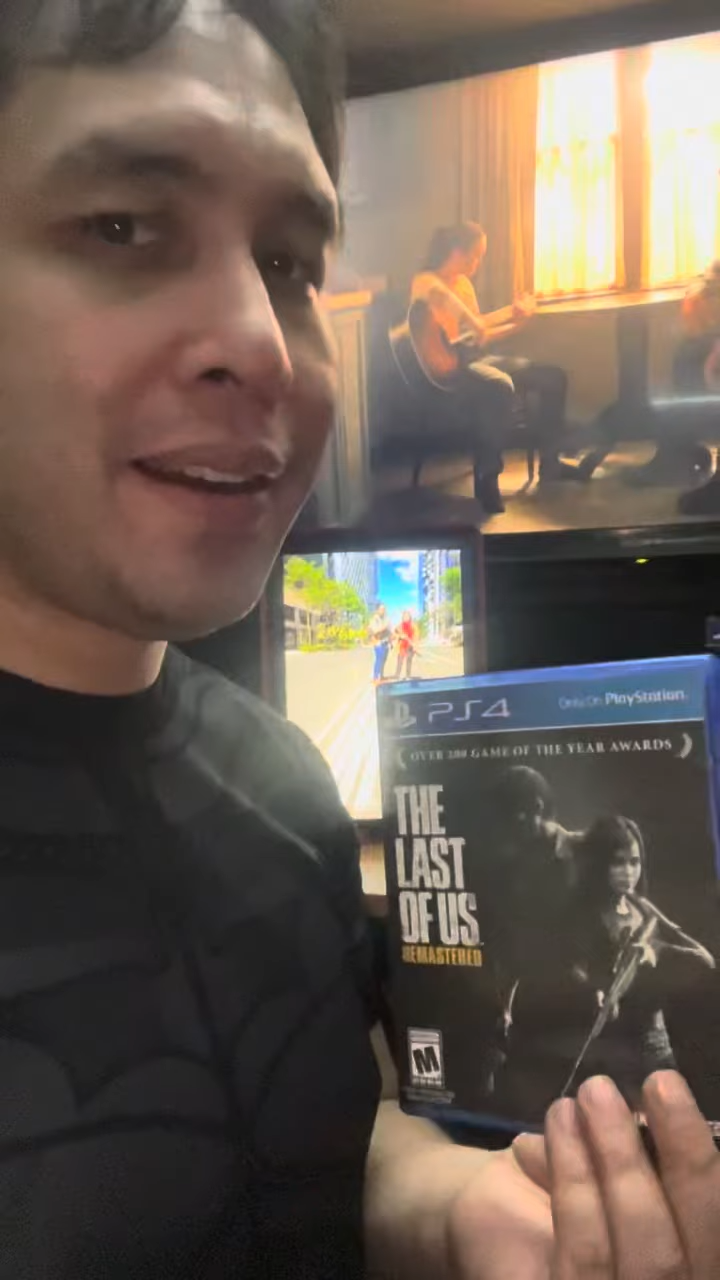 PS4
Only On PlayStation
OVER 200 GAME OF THE YEAR AWARDS
THE
LAST
OF US
REMASTERED
M